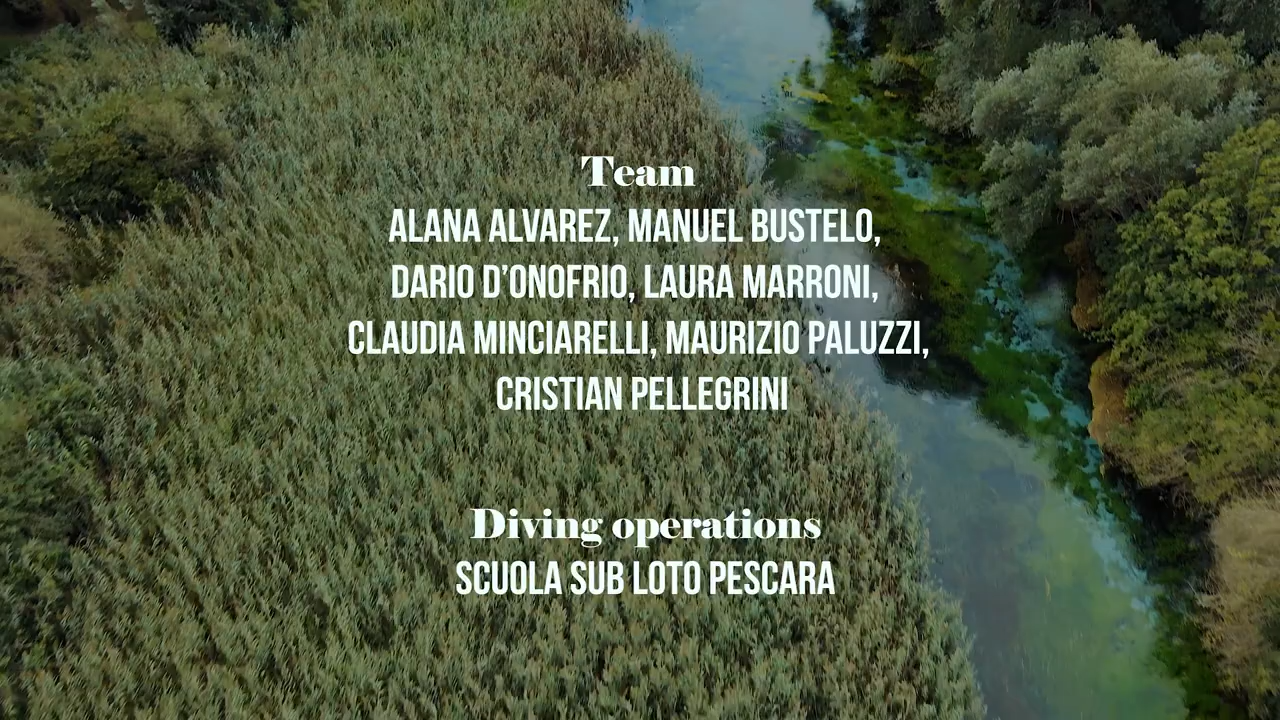 Team
ALANA ALVAREZ, MANUEL BUSTELO,
DARIO D’ONOFRIO, LAURA MARRONI,
CLAUDIA MINCIARELLI, MAURIZIO PALUZZI,
CRISTIAN PELLEGRINI
Diving operations
SCUOLA SUB LOTO PESCARA